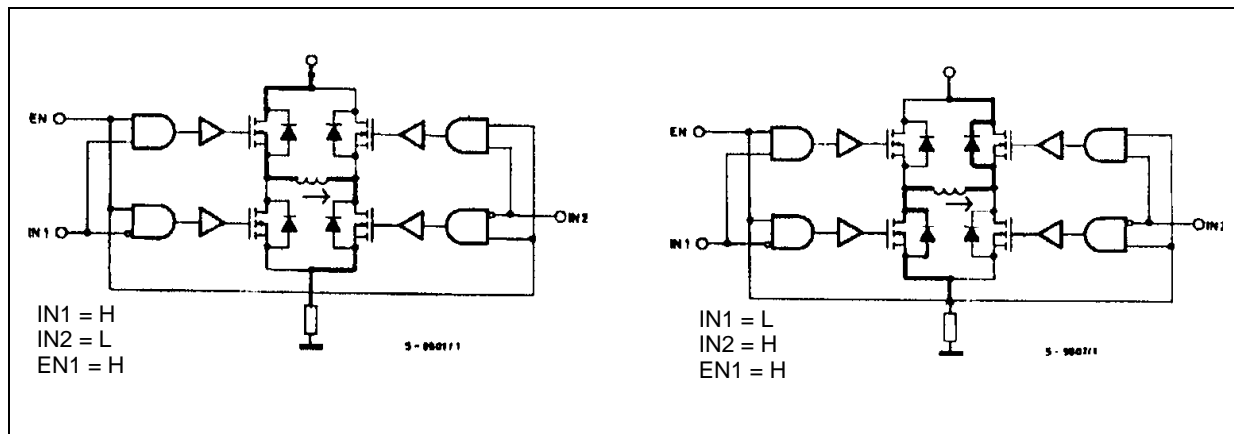 EN
IN1
IN2
IN1 = H
IN2 = L
EN1 = H
EN
IN1
IN1 = L
IN2 = H
EN1 = H